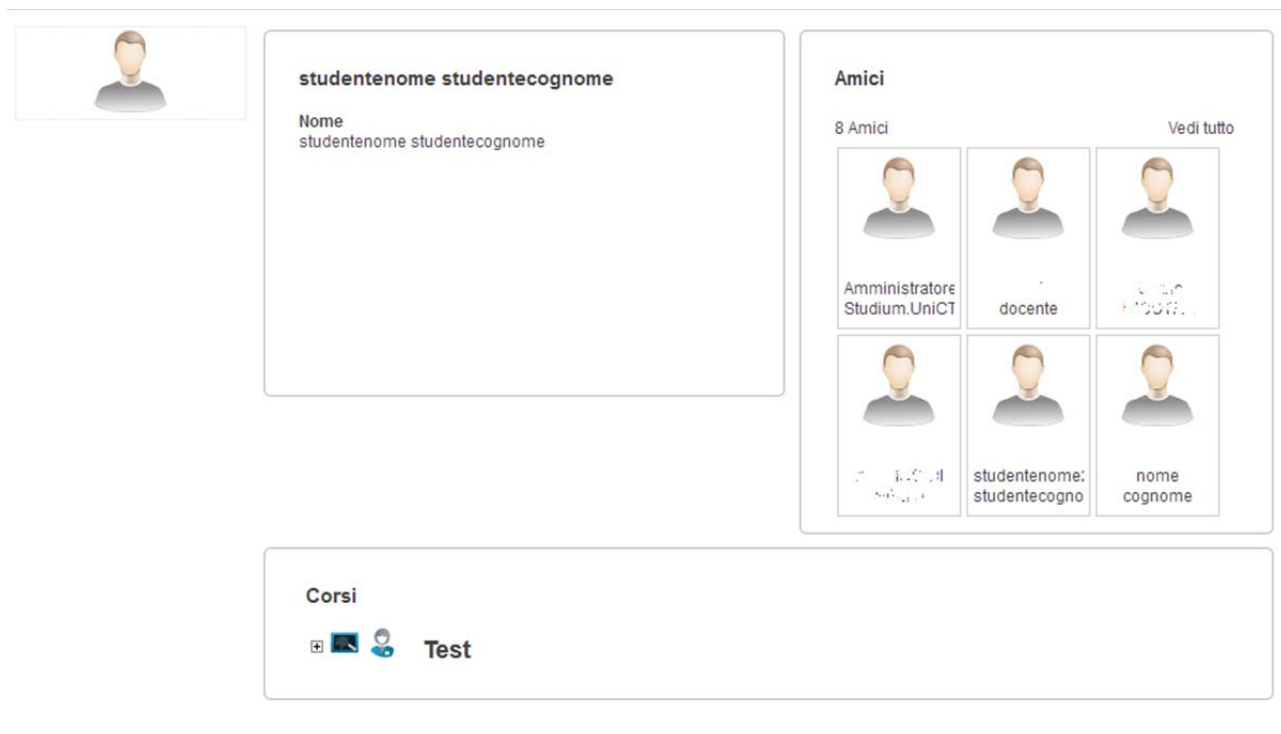 studentenome studentecognome
Nome
studentenome studentecognome
Amici
8 Amici
Vedi tutto
Amministratore
Studium.UniCT
docente
studentenome2
studentecogno
nome
cognome
Corsi
Test